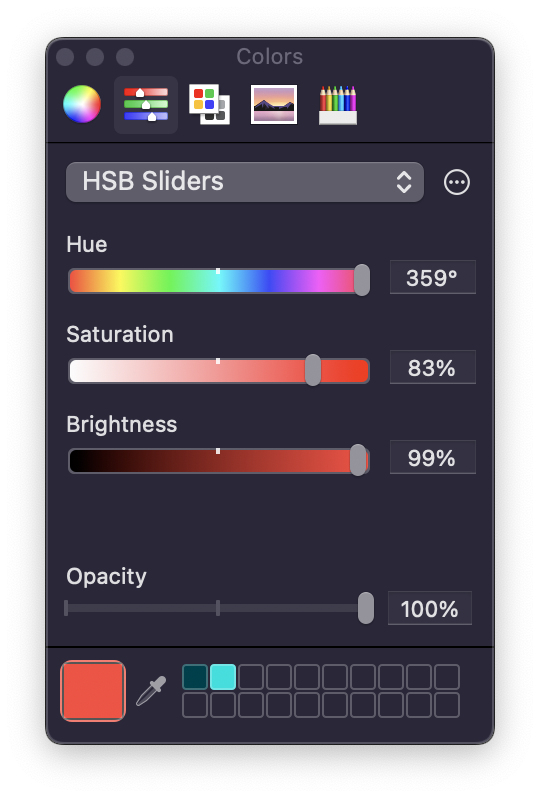 Colors
HSB Sliders
Hue
359°
Saturation
83%
Brightness
99%
Opacity
100%